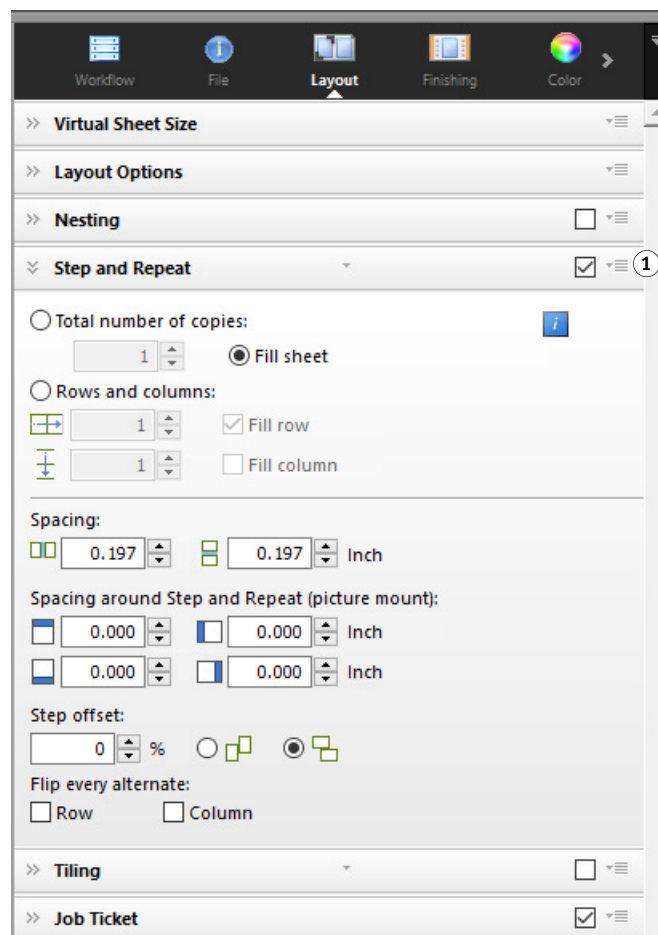 Workflow File Layout Finishing Color
Virtual Sheet Size
Layout Options
Nesting
Step and Repeat 1
Total number of copies: i
1 Fill sheet
Rows and columns:
1 Fill row
1 Fill column
Spacing:
0.197 0.197 Inch
Spacing around Step and Repeat (picture mount):
0.000 0.000 Inch
0.000 0.000 Inch
Step offset:
0 %
Flip every alternate:
Row Column
Tiling
Job Ticket